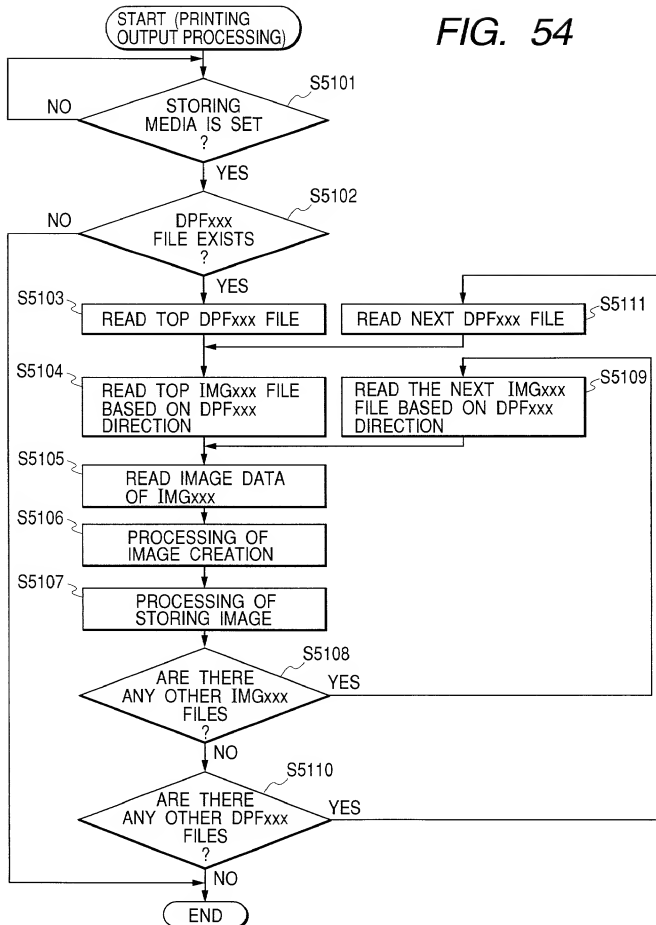 START (PRINTING
OUTPUT PROCESSING)
FIG. 54
S5101
NO
STORING
MEDIA IS SET
?
YES
S5102
NO
DPFxxx
FILE EXISTS
?
YES
S5103
READ TOP DPFxxx FILE
READ NEXT DPFxxx FILE
S5111
S5104
READ TOP IMGxxx FILE
BASED ON DPFxxx
DIRECTION
READ THE NEXT IMGxxx
FILE BASED ON DPFxxx
DIRECTION
S5109
S5105
READ IMAGE DATA
OF IMGxxx
S5106
PROCESSING OF
IMAGE CREATION
S5107
PROCESSING OF
STORING IMAGE
S5108
ARE THERE
ANY OTHER IMGxxx
FILES
?
YES
NO
S5110
ARE THERE
ANY OTHER DPFxxx
FILES
?
YES
NO
END